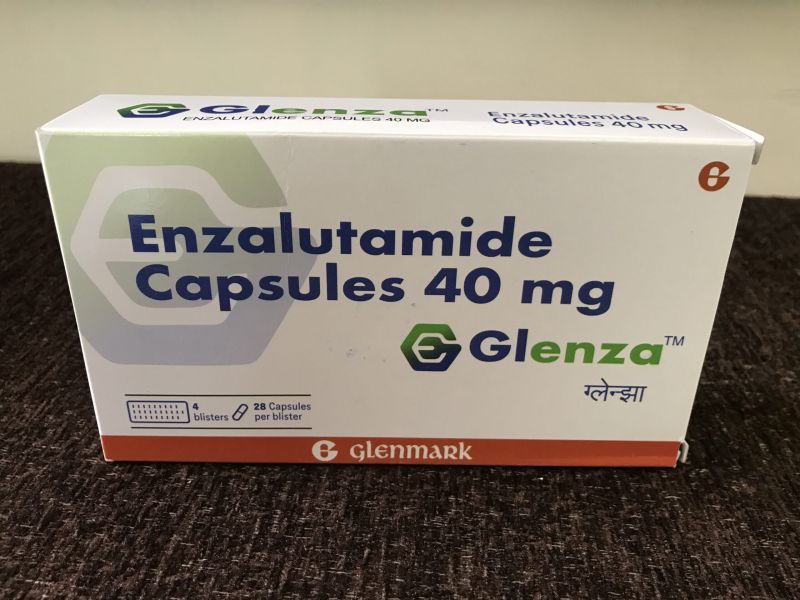 Glenza™
ENZALUTAMIDE CAPSULES 40 MG
Enzalutamide
Capsules 40 mg
Enzalutamide
Capsules 40 mg
Glenza™
ग्लेन्झा
4 blisters
28 Capsules
per blister
glenmark